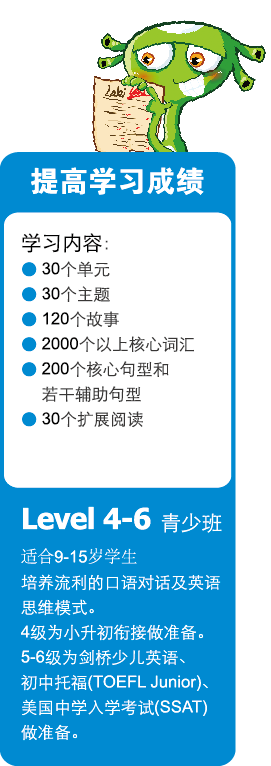 提高学习成绩
学习内容:
● 30个单元
● 30个主题
● 120个故事
● 2000个以上核心词汇
● 200个核心句型和
若干辅助句型
● 30个扩展阅读
Level 4-6 青少班
适合9-15岁学生
培养流利的口语对话及英语
思维模式。
4级为小升初衔接做准备。
5-6级为剑桥少儿英语、
初中托福(TOEFL Junior)、
美国中学入学考试(SSAT)
做准备。